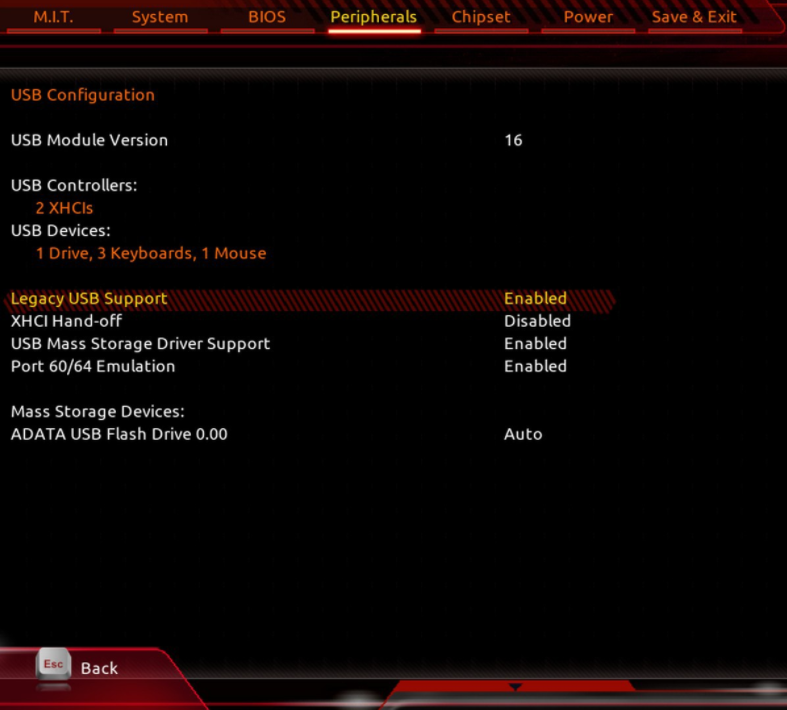 M.I.T. System BIOS Peripherals Chipset Power Save & Exit
USB Configuration
USB Module Version 16
USB Controllers:
2 XHCIs
USB Devices:
1 Drive, 3 Keyboards, 1 Mouse
Legacy USB Support Enabled
XHCI Hand-off Disabled
USB Mass Storage Driver Support Enabled
Port 60/64 Emulation Enabled
Mass Storage Devices:
ADATA USB Flash Drive 0.00 Auto
Esc Back